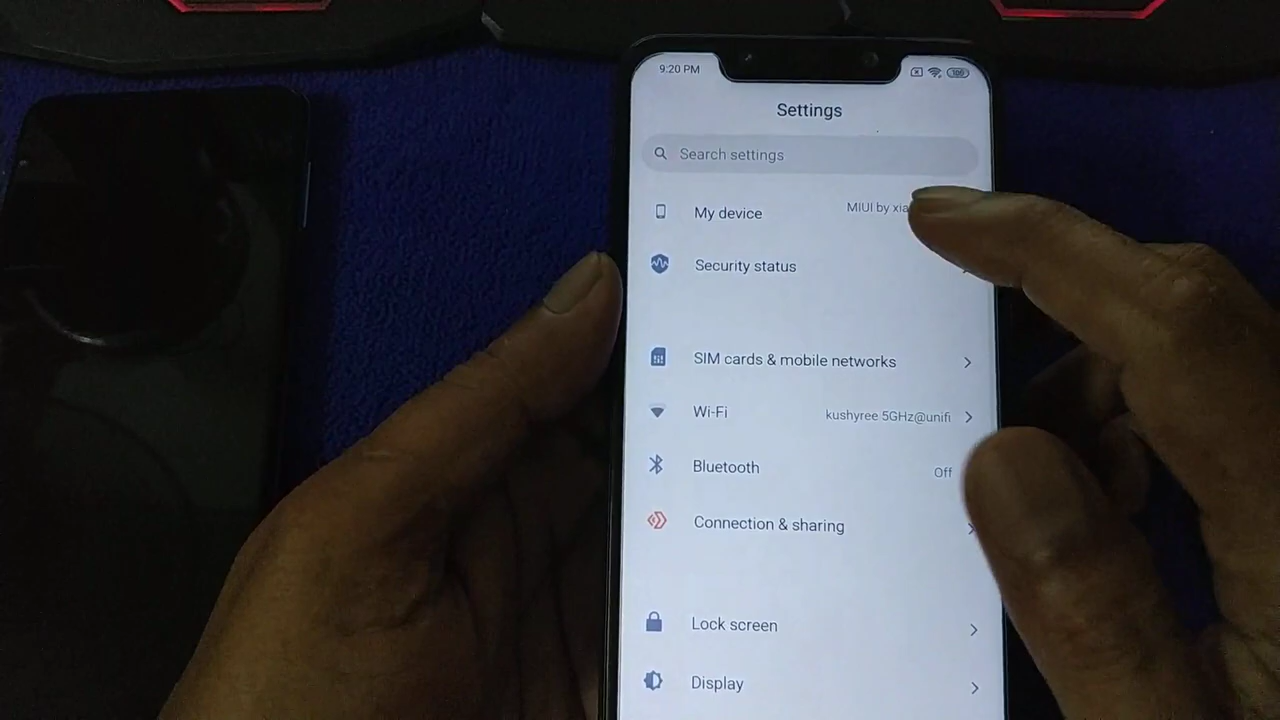 9:20 PM
100
Settings
Search settings
My device
MIUI by
Security status
SIM cards & mobile networks
Wi-Fi
kushyree 5GHz@unifi
Bluetooth
Off
Connection & sharing
Lock screen
Display